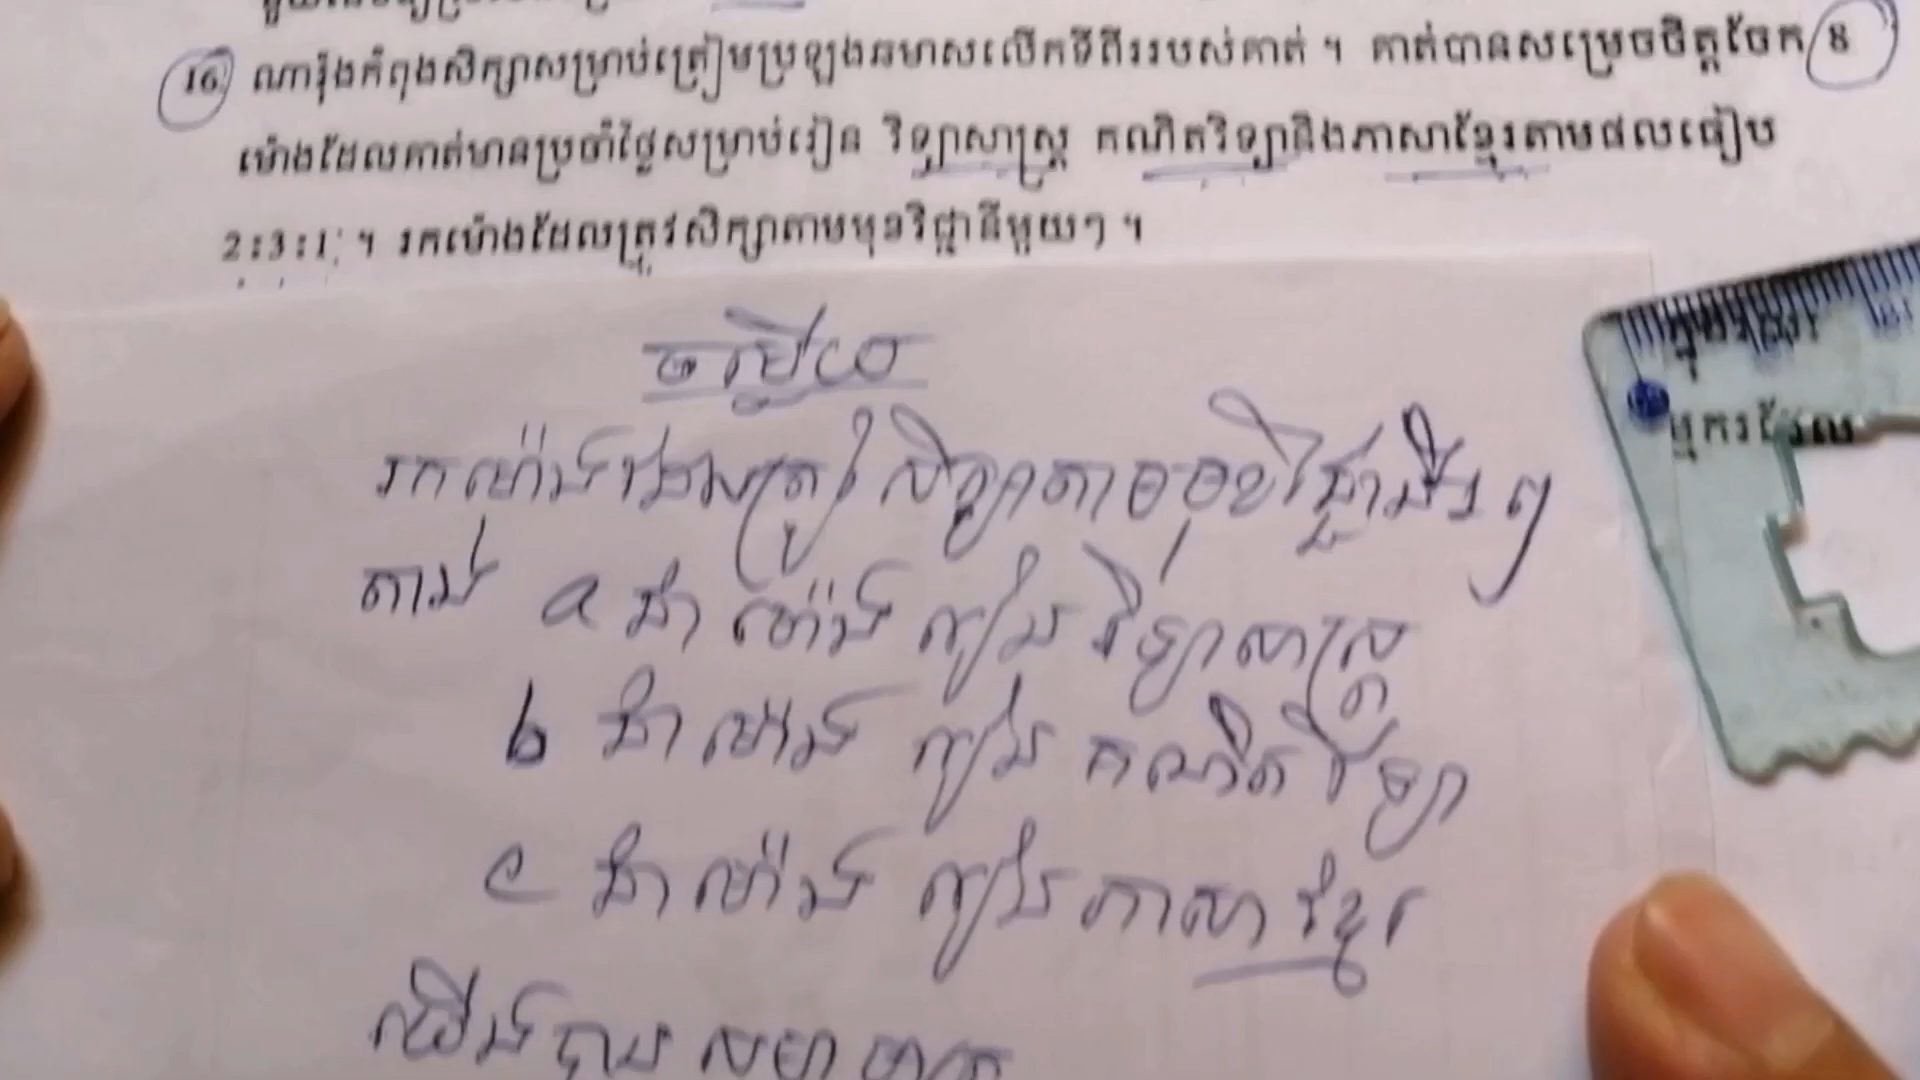 16. ណារ៉ុងកំពុងសិក្សាសម្រាប់ត្រៀមប្រឡងឆមាសលើកទីពីររបស់គាត់ ។ គាត់បានសម្រេចចិត្តចែក 8
ម៉ោងដែលគាត់មានប្រចាំថ្ងៃសម្រាប់រៀន វិទ្យាសាស្ត្រ គណិតវិទ្យានិងភាសាខ្មែរតាមផលធៀប
2:3:1 ។ រកម៉ោងដែលត្រូវសិក្សាតាមមុខវិជ្ជានីមួយៗ ។
ចម្លើយ
រកម៉ោងដែលត្រូវសិក្សាតាមមុខវិជ្ជានីមួយៗ
តាង a ជាម៉ោងរៀនវិទ្យាសាស្ត្រ
b ជាម៉ោងរៀនគណិតវិទ្យា
c ជាម៉ោងរៀនភាសាខ្មែរ
យើងបានសមាមាត្រ